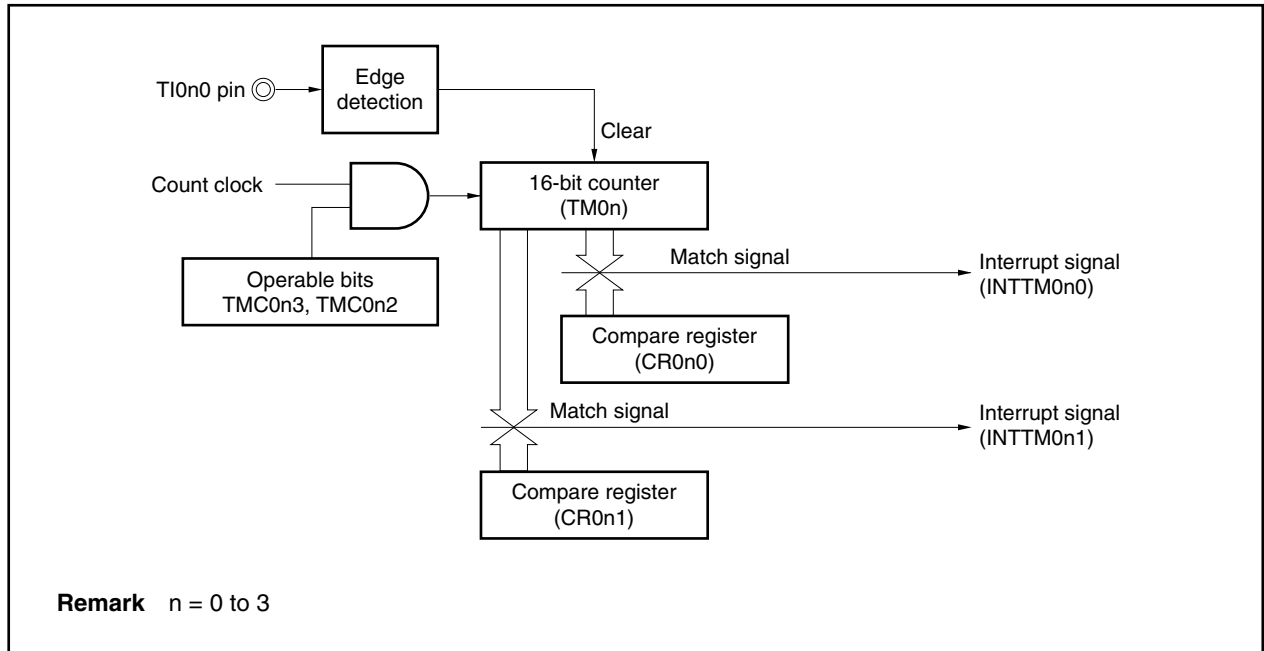 TI0n0 pin
Edge
detection
Clear
Count clock
16-bit counter
(TM0n)
Operable bits
TMC0n3, TMC0n2
Match signal
Interrupt signal
(INTTM0n0)
Compare register
(CR0n0)
Match signal
Interrupt signal
(INTTM0n1)
Compare register
(CR0n1)
Remark n = 0 to 3